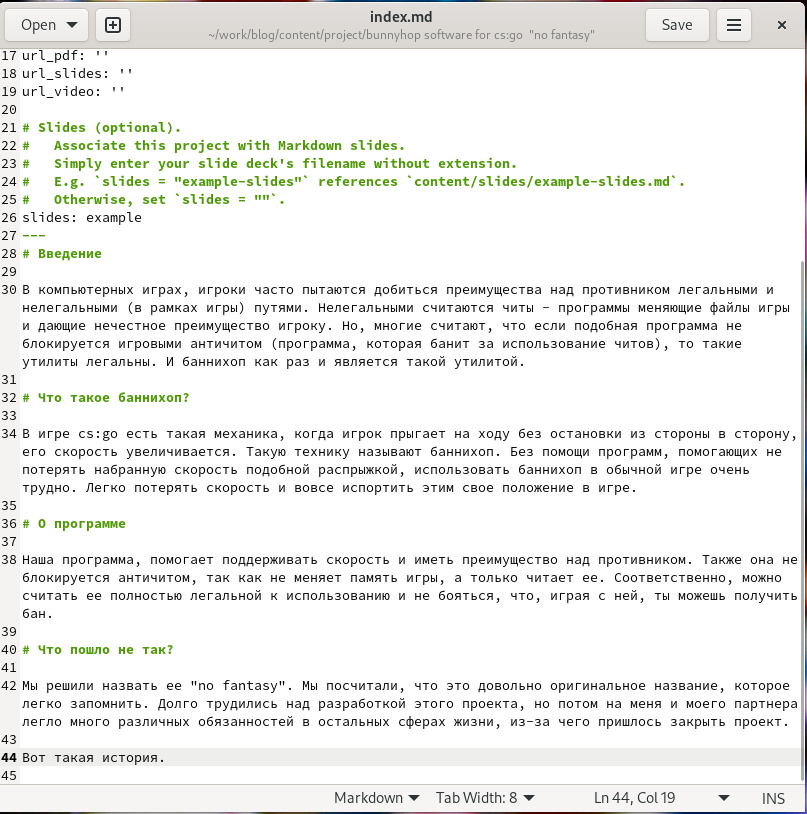 Open
index.md
~/work/blog/content/project/bunnyhop software for cs:go "no fantasy"
Save
17 url_pdf: ''
18 url_slides: ''
19 url_video: ''
20
21 # Slides (optional).
22 #   Associate this project with Markdown slides.
23 #   Simply enter your slide deck's filename without extension.
24 #   E.g. `slides = "example-slides"` references `content/slides/example-slides.md`.
25 #   Otherwise, set `slides = ""`.
26 slides: example
27 ---
28 # Введение
29
30 В компьютерных играх, игроки часто пытаются добиться преимущества над противником легальными и
нелегальными (в рамках игры) путями. Нелегальными считаются читы - программы меняющие файлы игры
и дающие нечестное преимущество игроку. Но, многие считают, что если подобная программа не
блокируется игровыми античитом (программа, которая банит за использование читов), то такие
утилиты легальны. И баннихоп как раз и является такой утилитой.
31
32 # Что такое баннихоп?
33
34 В игре cs:go есть такая механика, когда игрок прыгает на ходу без остановки из стороны в сторону,
его скорость увеличивается. Такую технику называют баннихоп. Без помощи программ, помогающих не
потерять набранную скорость подобной распрыжкой, использовать баннихоп в обычной игре очень
трудно. Легко потерять скорость и вовсе испортить этим свое положение в игре.
35
36 # О программе
37
38 Наша программа, помогает поддерживать скорость и иметь преимущество над противником. Также она не
блокируется античитом, так как не меняет память игры, а только читает ее. Соответственно, можно
считать ее полностью легальной к использованию и не бояться, что, играя с ней, ты можешь получить
бан.
39
40 # Что пошло не так?
41
42 Мы решили назвать ее "no fantasy". Мы посчитали, что это довольно оригинальное название, которое
легко запомнить. Долго трудились над разработкой этого проекта, но потом на меня и моего партнера
легло много различных обязанностей в остальных сферах жизни, из-за чего пришлось закрыть проект.
43
44 Вот такая история.
45
Markdown
Tab Width: 8
Ln 44, Col 19
INS